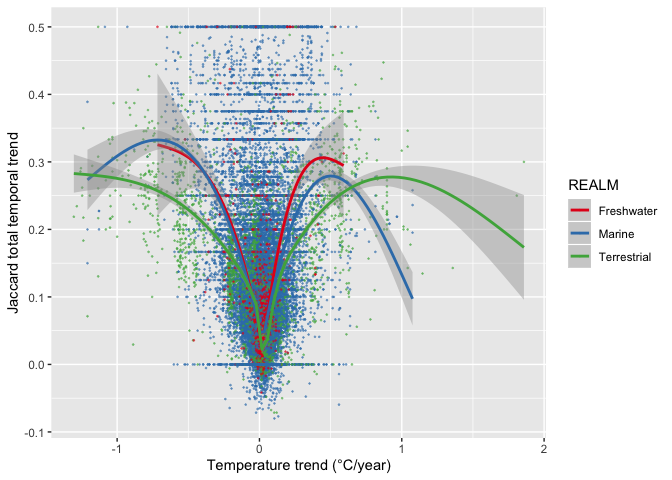 0.5
0.4
0.3
0.2
0.1
0.0
-0.1
Jaccard total temporal trend
-1
0
1
2
Temperature trend (°C/year)
REALM
Freshwater
Marine
Terrestrial